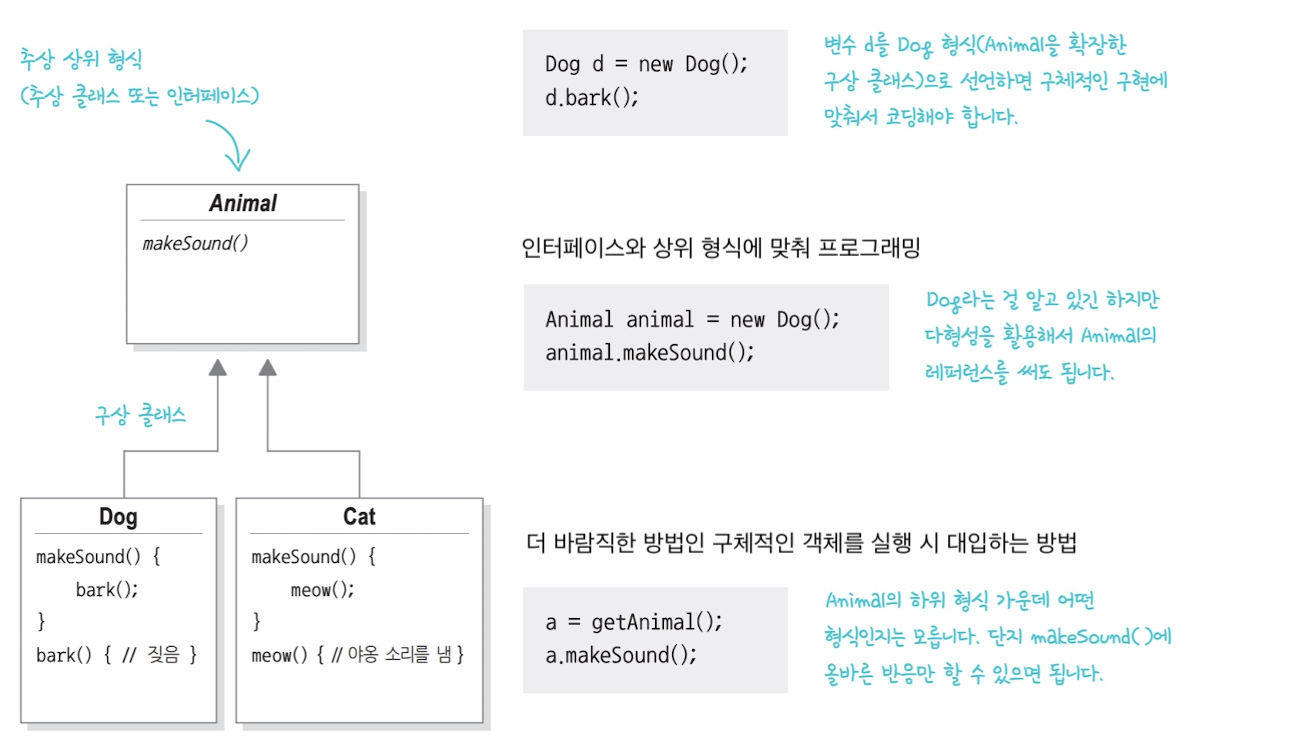 추상 상위 형식
(추상 클래스 또는 인터페이스)
Animal
makeSound()
구상 클래스
Dog
makeSound() {
bark();
}
bark() { // 짖음 }
Cat
makeSound() {
meow();
}
meow() { // 야옹 소리를 냄 }
Dog d = new Dog();
d.bark();
변수 d를 Dog 형식(Animal을 확장한
구상 클래스)으로 선언하면 구체적인 구현에
맞춰서 코딩해야 합니다.
인터페이스와 상위 형식에 맞춰 프로그래밍
Animal animal = new Dog();
animal.makeSound();
Dog라는 걸 알고 있긴 하지만
다형성을 활용해서 Animal의
레퍼런스를 써도 됩니다.
더 바람직한 방법인 구체적인 객체를 실행 시 대입하는 방법
a = getAnimal();
a.makeSound();
Animal의 하위 형식 가운데 어떤
형식인지는 모릅니다. 단지 makeSound()에
올바른 반응만 할 수 있으면 됩니다.